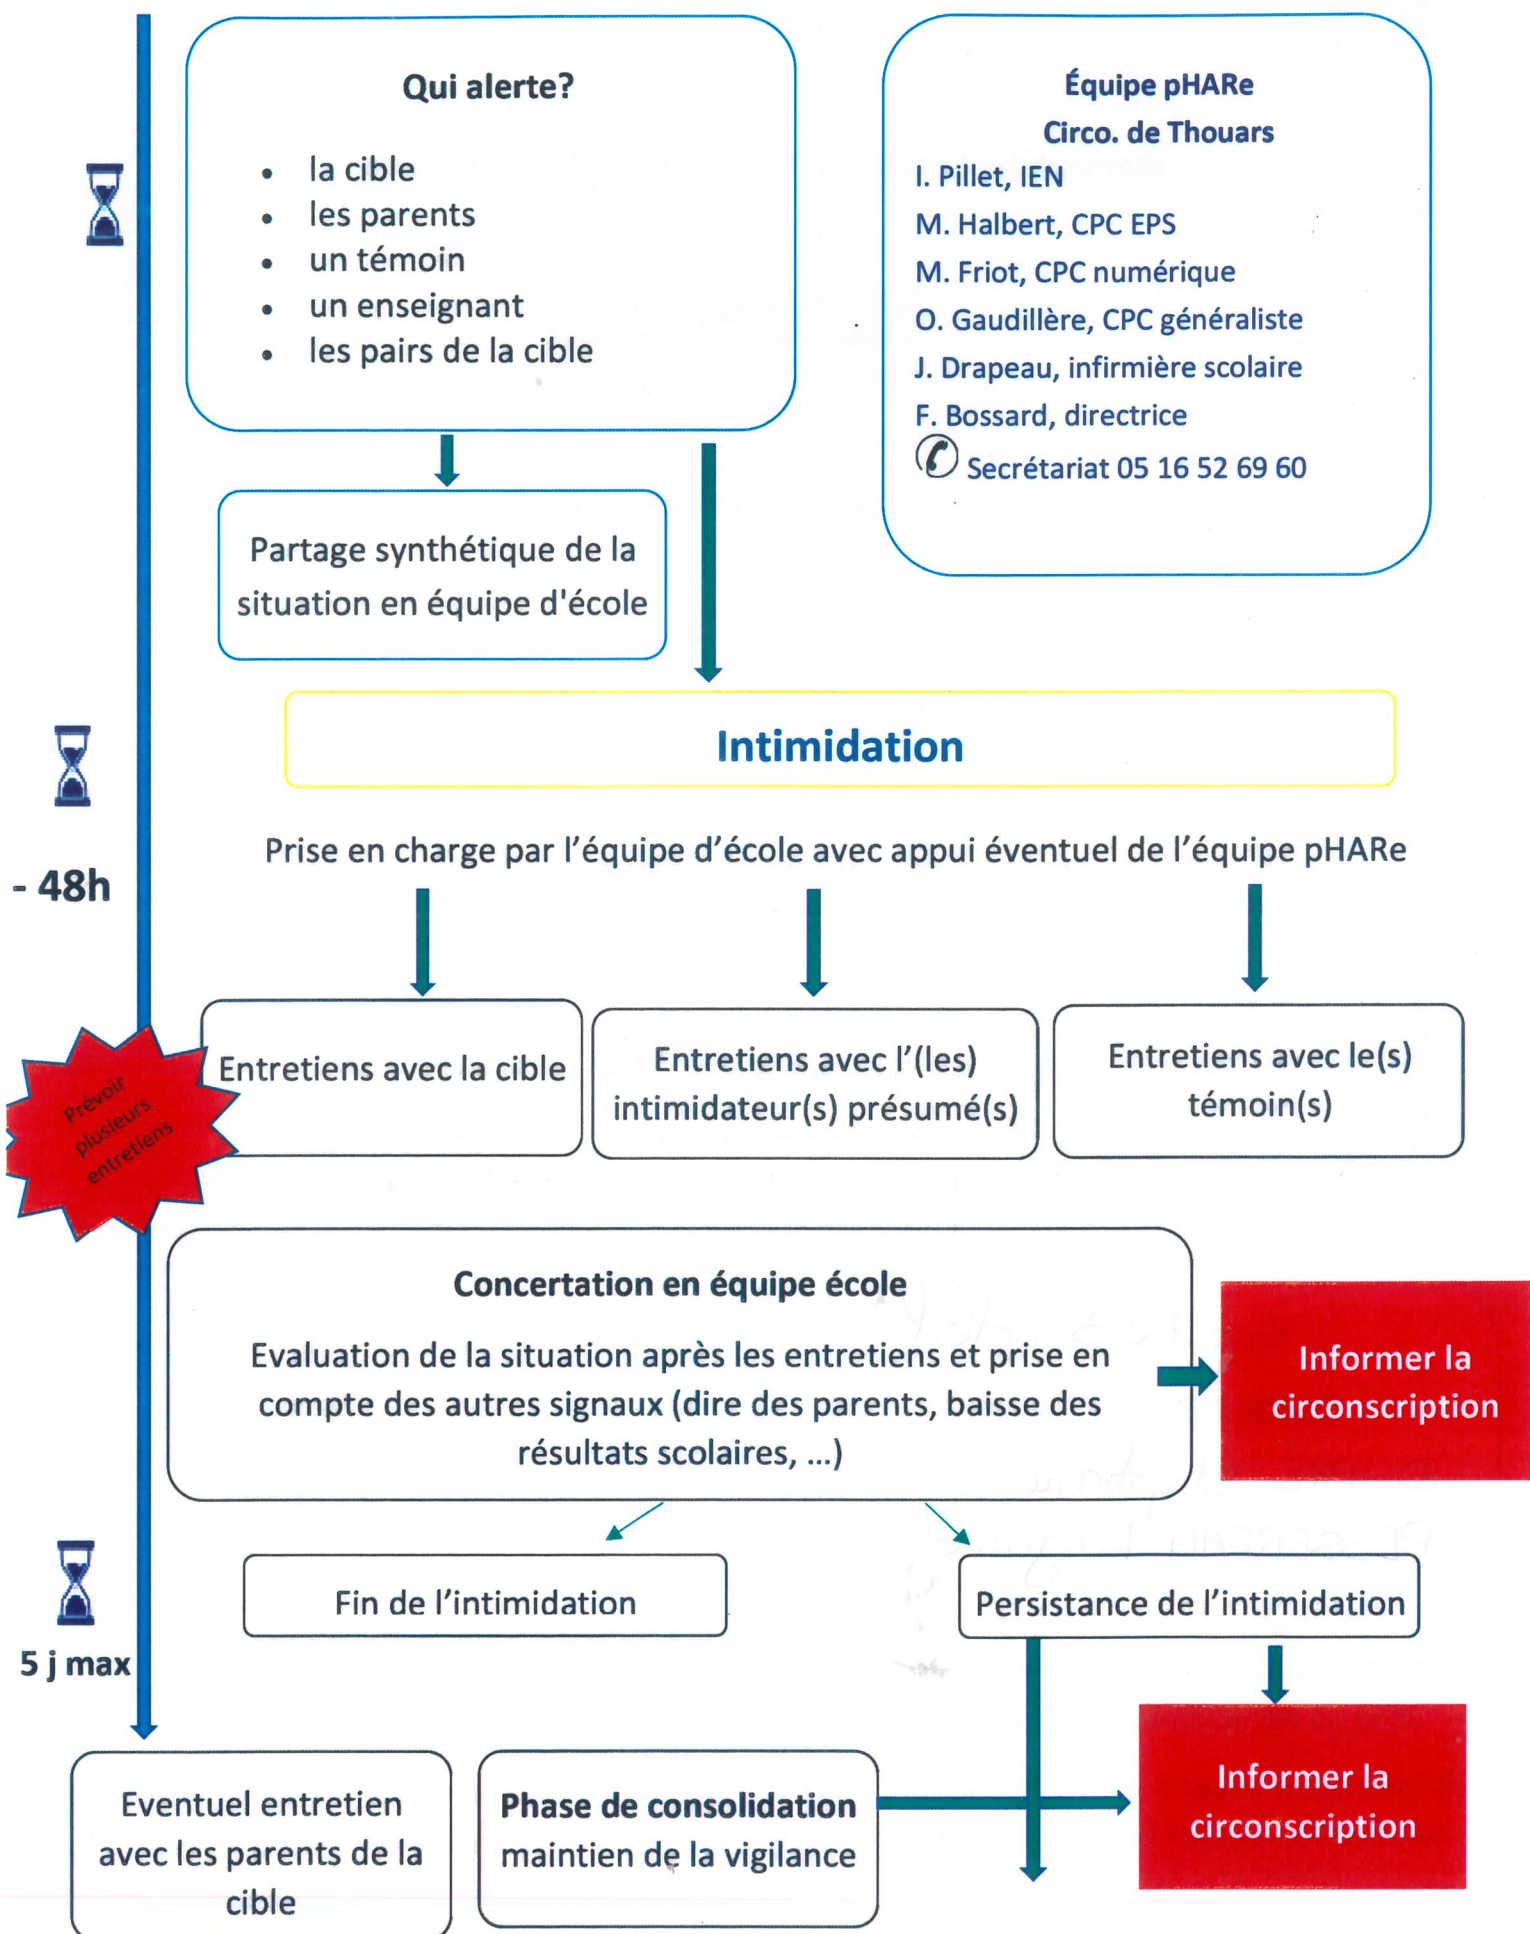 Qui alerte?
• la cible
• les parents
• un témoin
• un enseignant
• les pairs de la cible
Équipe pHARe
Circo. de Thouars
I. Pillet, IEN
M. Halbert, CPC EPS
M. Friot, CPC numérique
O. Gaudillère, CPC généraliste
J. Drapeau, infirmière scolaire
F. Bossard, directrice
Secrétariat 05 16 52 69 60
Partage synthétique de la
situation en équipe d'école
Intimidation
- 48h
Prise en charge par l'équipe d'école avec appui éventuel de l'équipe pHARe
Prévoir
plusieurs
entretiens
Entretiens avec la cible
Entretiens avec l'(les)
intimidateur(s) présumé(s)
Entretiens avec le(s)
témoin(s)
Concertation en équipe école
Evaluation de la situation après les entretiens et prise en
compte des autres signaux (dire des parents, baisse des
résultats scolaires, ...)
Informer la
circonscription
Fin de l'intimidation
Persistance de l'intimidation
5 j max
Eventuel entretien
avec les parents de la
cible
Phase de consolidation
maintien de la vigilance
Informer la
circonscription